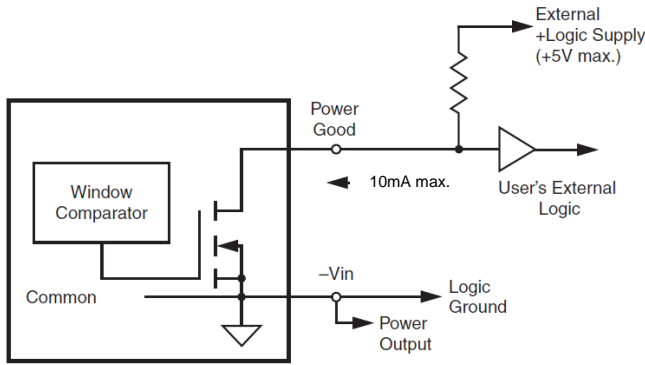 External
+Logic Supply
(+5V max.)
Power
Good
10mA max.
User's External
Logic
Window
Comparator
–Vin
Common
Logic
Ground
Power
Output